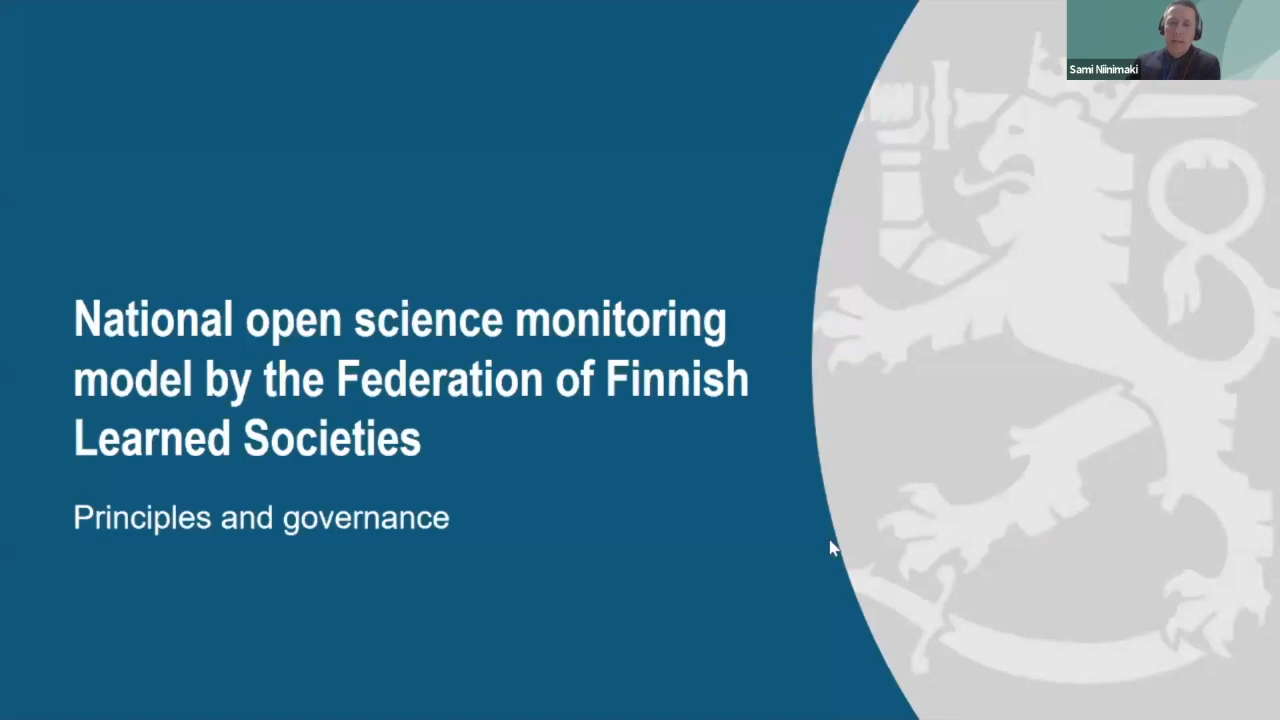 Sami Niinimaki
National open science monitoring
model by the Federation of Finnish
Learned Societies
Principles and governance